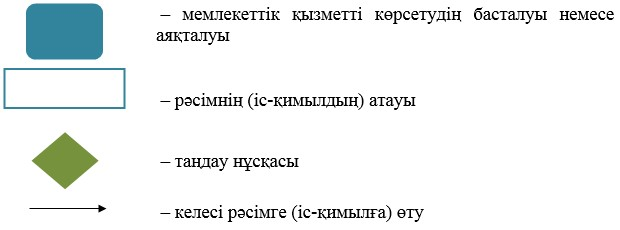 – мемлекеттік қызметті көрсетудің басталуы немесе
аяқталуы
– рәсімнің (іс-қимылдың) атауы
– таңдау нұсқасы
– келесі рәсімге (іс-қимылға) өту